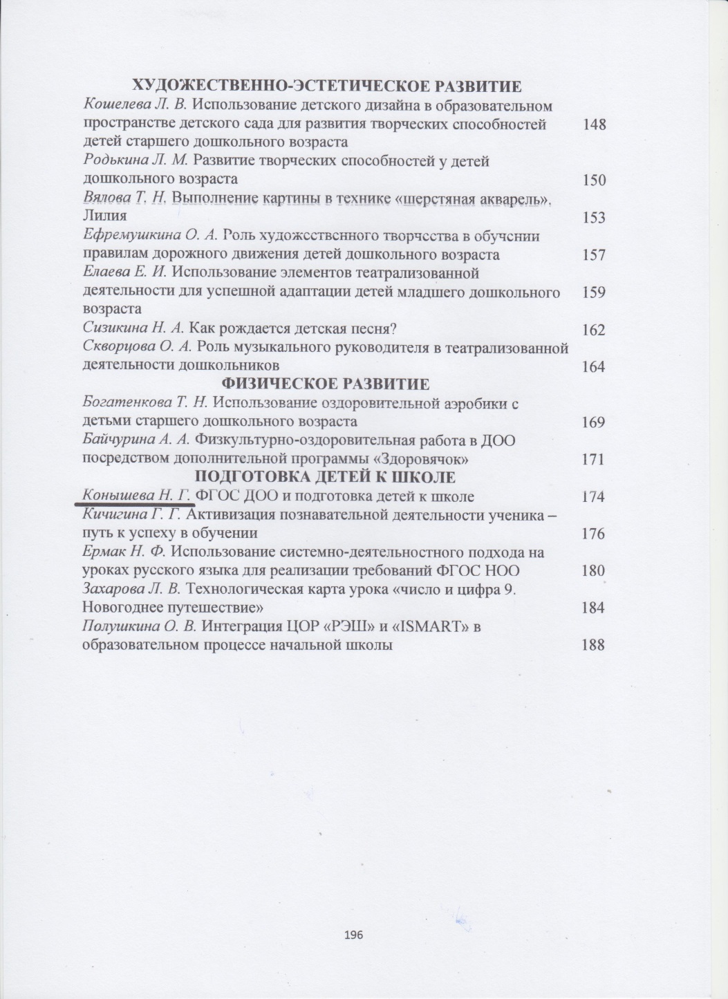 ХУДОЖЕСТВЕННО-ЭСТЕТИЧЕСКОЕ РАЗВИТИЕ
Кошелева Л. В. Использование детского дизайна в образовательном
пространстве детского сада для развития творческих способностей 148
детей старшего дошкольного возраста
Родькина Л. М. Развитие творческих способностей у детей
дошкольного возраста 150
Вялова Т. Н. Выполнение картины в технике «шерстяная акварель».
Лилия 153
Ефремушкина О. А. Роль художественного творчества в обучении
правилам дорожного движения детей дошкольного возраста 157
Елаева Е. И. Использование элементов театрализованной
деятельности для успешной адаптации детей младшего дошкольного 159
возраста
Сизикина Н. А. Как рождается детская песня? 162
Скворцова О. А. Роль музыкального руководителя в театрализованной
деятельности дошкольников 164
ФИЗИЧЕСКОЕ РАЗВИТИЕ
Богатенкова Т. Н. Использование оздоровительной аэробики с
детьми старшего дошкольного возраста 169
Байчурина А. А. Физкультурно-оздоровительная работа в ДОО
посредством дополнительной программы «Здоровячок» 171
ПОДГОТОВКА ДЕТЕЙ К ШКОЛЕ
Конышева Н. Г. ФГОС ДОО и подготовка детей к школе 174
Кичигина Г. Г. Активизация познавательной деятельности ученика –
путь к успеху в обучении 176
Ермак Н. Ф. Использование системно-деятельностного подхода на
уроках русского языка для реализации требований ФГОС НОО 180
Захарова Л. В. Технологическая карта урока «число и цифра 9.
Новогоднее путешествие» 184
Полушкина О. В. Интеграция ЦОР «РЭШ» и «ISMART» в
образовательном процессе начальной школы 188
196